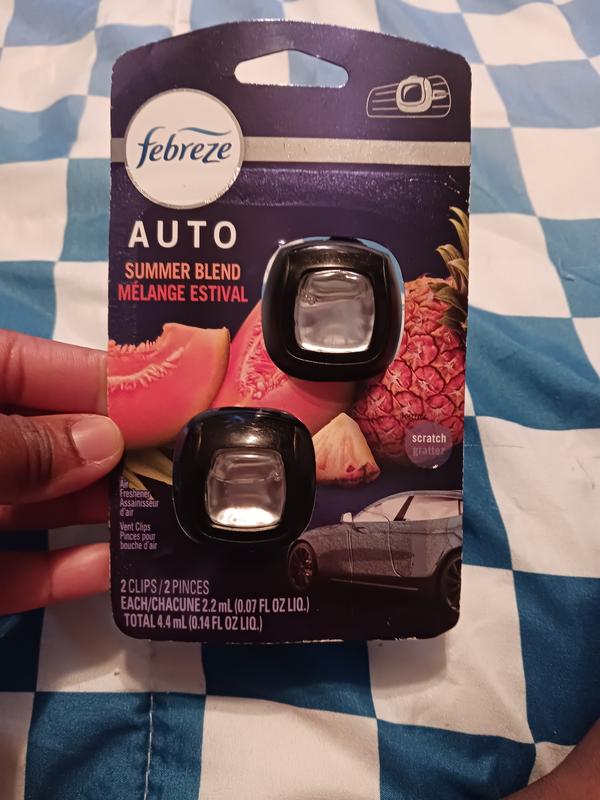 febreze
AUTO
SUMMER BLEND
MÉLANGE ESTIVAL
scratch
gratter
Air
Freshener
Assainisseur
d'air
Vent Clips
Pinces pour
bouche d'air
2 CLIPS / 2 PINCES
EACH/CHACUNE 2.2 mL (0.07 FL OZ LIQ.)
TOTAL 4.4 mL (0.14 FL OZ LIQ.)